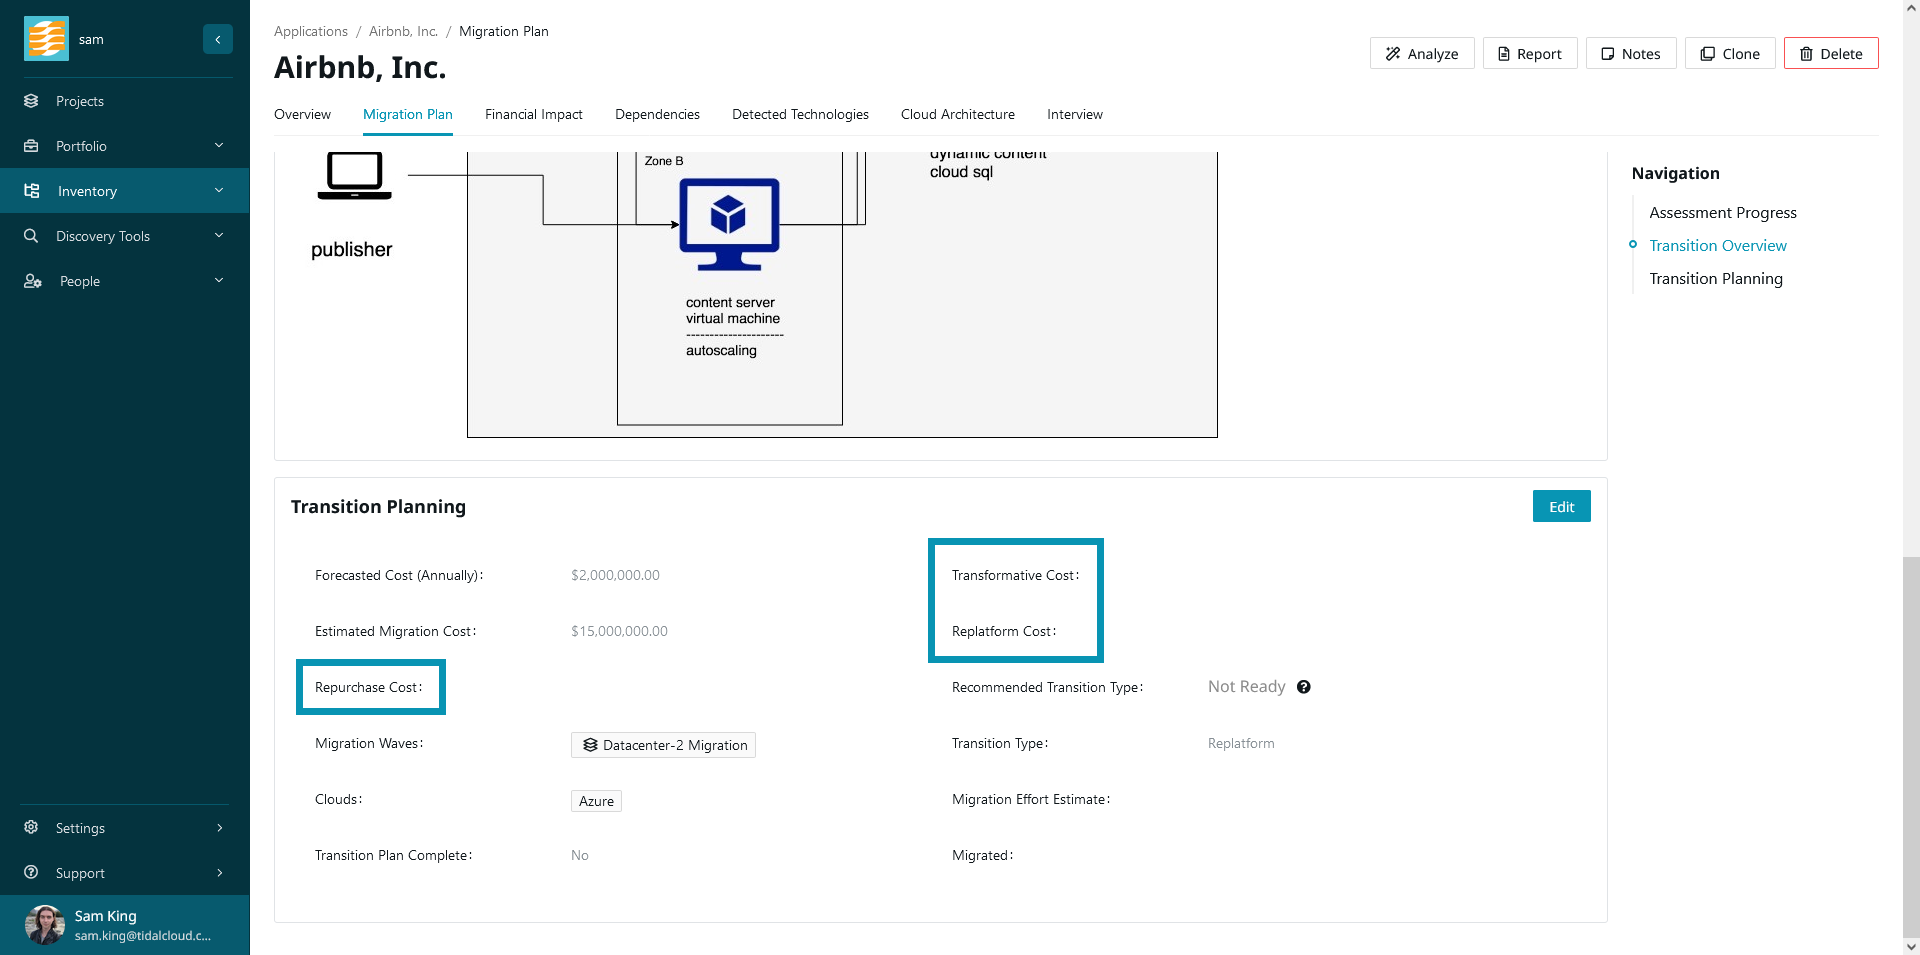 sam
Projects
Portfolio
Inventory
Discovery Tools
People
Settings
Support
Sam King
sam.king@tidalcloud.c...
Applications / Airbnb, Inc. / Migration Plan
Airbnb, Inc.
Analyze
Report
Notes
Clone
Delete
Overview
Migration Plan
Financial Impact
Dependencies
Detected Technologies
Cloud Architecture
Interview
publisher
Zone B
content server
virtual machine
---------------------
autoscaling
dynamic content
cloud sql
Navigation
Assessment Progress
Transition Overview
Transition Planning
Transition Planning
Edit
Forecasted Cost (Annually): $2,000,000.00
Transformative Cost:
Estimated Migration Cost: $15,000,000.00
Replatform Cost:
Repurchase Cost:
Recommended Transition Type: Not Ready
Migration Waves: Datacenter-2 Migration
Transition Type: Replatform
Clouds: Azure
Migration Effort Estimate:
Transition Plan Complete: No
Migrated: